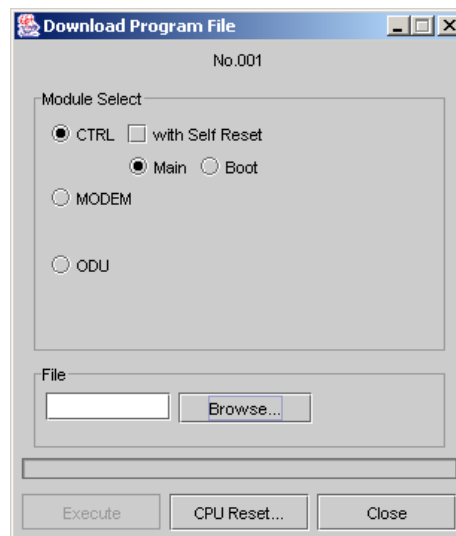 Download Program File
No.001
Module Select
CTRL with Self Reset
Main Boot
MODEM
ODU
File
Browse...
Execute CPU Reset... Close